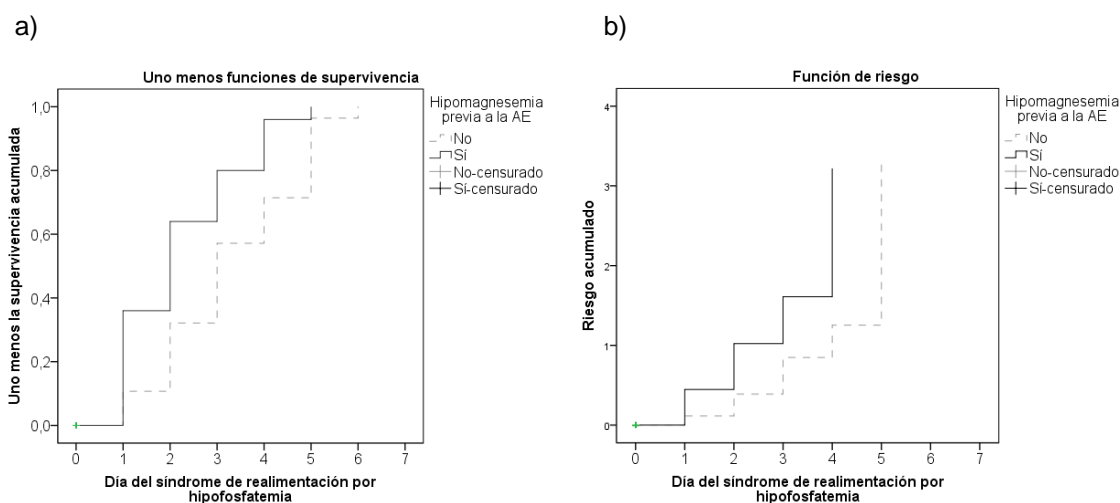 a)
Uno menos funciones de supervivencia
Uno menos la supervivencia acumulada
1,0
0,8
0,6
0,4
0,2
0,0
0 1 2 3 4 5 6 7
Día del síndrome de realimentación por
hipofosfatemia
Hipomagnesemia
previa a la AE
No
Sí
No-censurado
Sí-censurado
b)
Función de riesgo
Riesgo acumulado
4
3
2
1
0
0 1 2 3 4 5 6 7
Día del síndrome de realimentación por
hipofosfatemia
Hipomagnesemia
previa a la AE
No
Sí
No-censurado
Sí-censurado